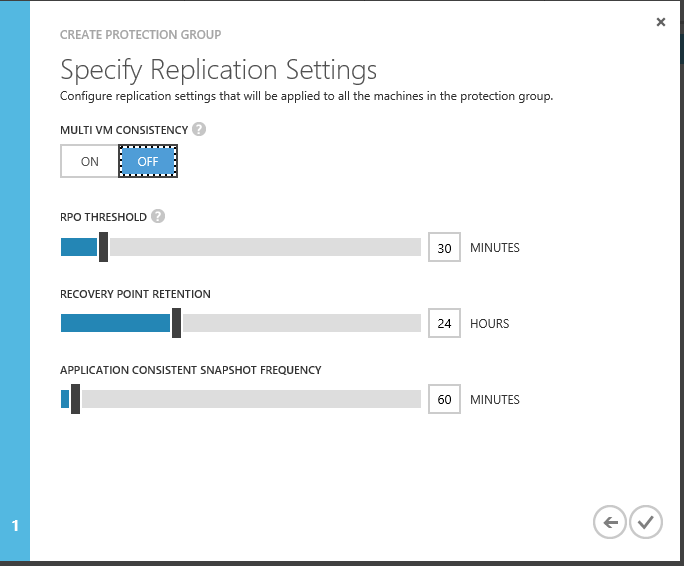 CREATE PROTECTION GROUP
Specify Replication Settings
Configure replication settings that will be applied to all the machines in the protection group.
MULTI VM CONSISTENCY ?
ON OFF
RPO THRESHOLD ?
30 MINUTES
RECOVERY POINT RETENTION
24 HOURS
APPLICATION CONSISTENT SNAPSHOT FREQUENCY
60 MINUTES
1